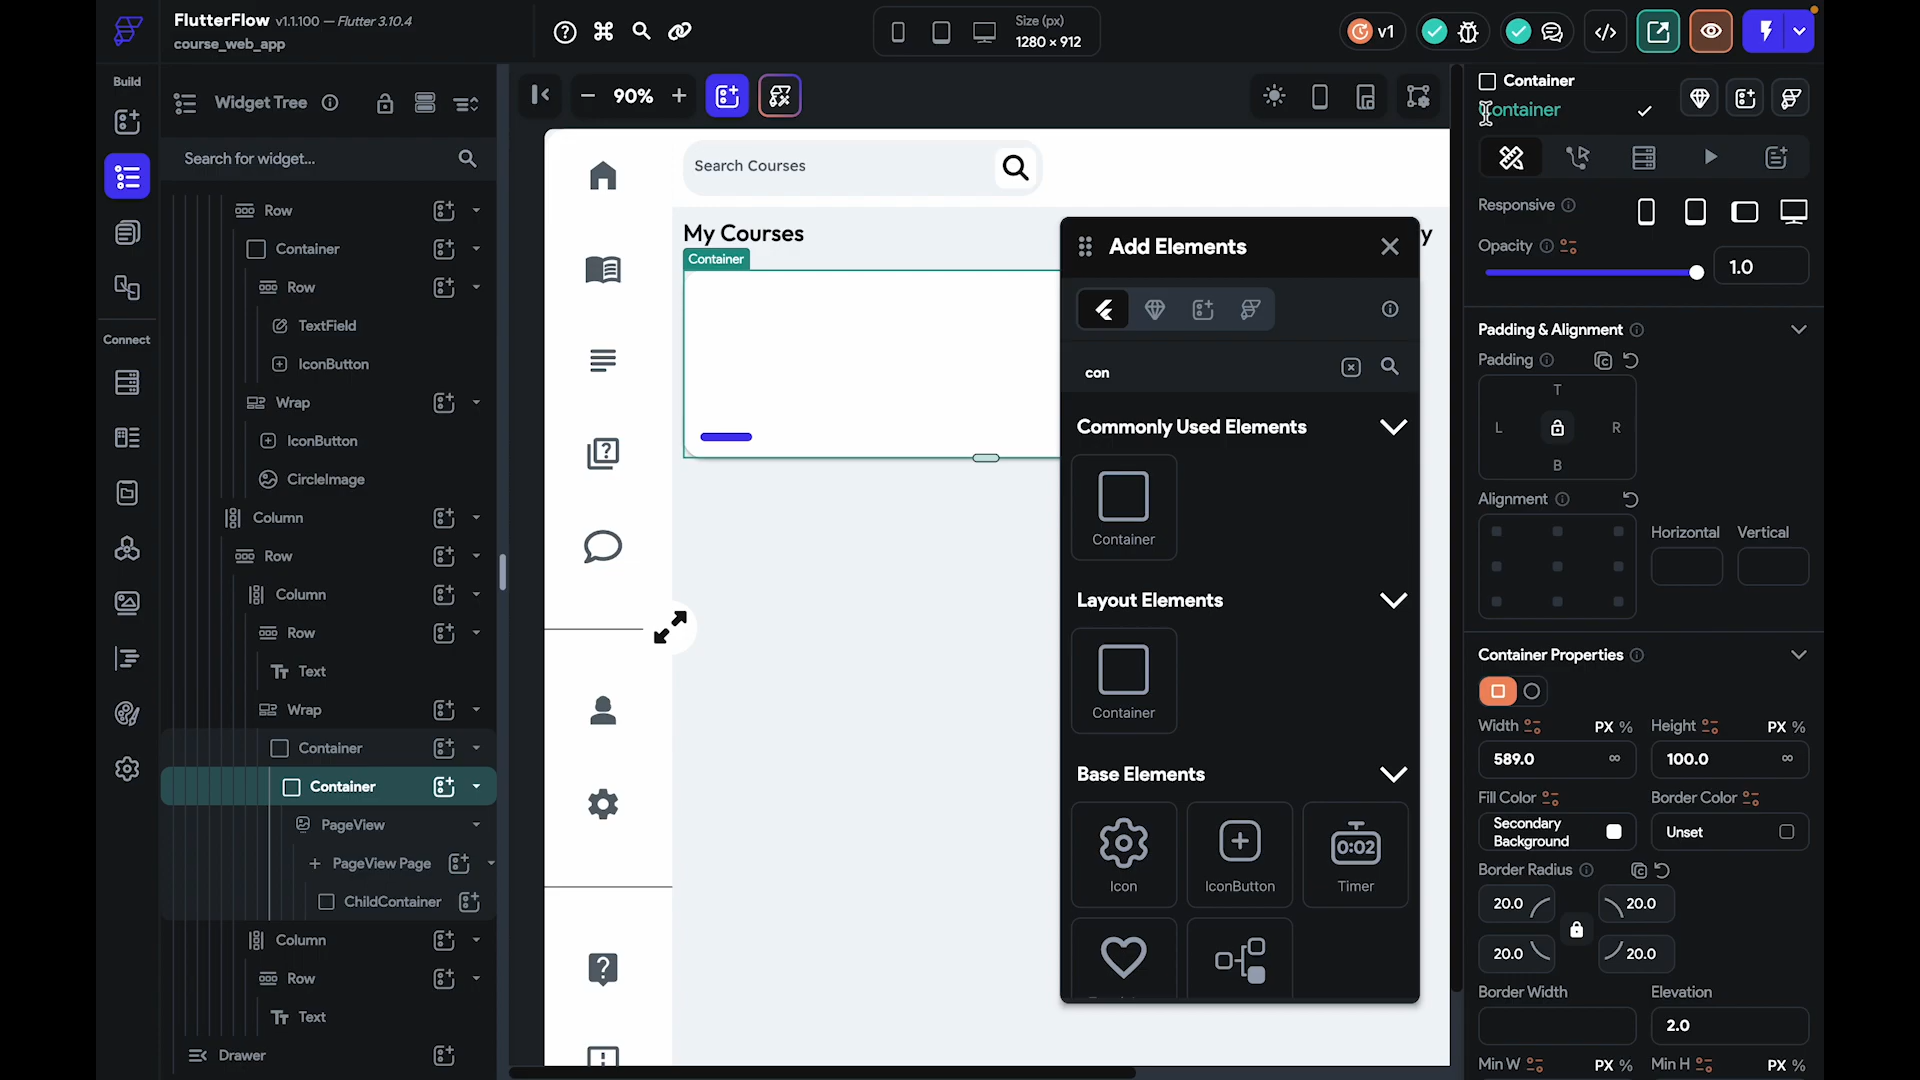 FlutterFlow v1.1.100 — Flutter 3.10.4
course_web_app
Size (px)
1280 × 912
v1
Build
Connect
Widget Tree
Search for widget...
Row
Container
Row
TextField
IconButton
Wrap
IconButton
CircleImage
Column
Row
Column
Row
Text
Wrap
Container
Container
PageView
PageView Page
ChildContainer
Column
Row
Text
Drawer
90%
Search Courses
My Courses
Container
y
Add Elements
con
Commonly Used Elements
Container
Layout Elements
Container
Base Elements
Icon
IconButton
0:02
Timer
Container
Container
Responsive
Opacity
1.0
Padding & Alignment
Padding
T
L R
B
Alignment
Horizontal Vertical
Container Properties
Width PX % Height PX %
589.0 ∞ 100.0 ∞
Fill Color Border Color
Secondary
Background
Unset
Border Radius
20.0 20.0
20.0 20.0
Border Width Elevation
2.0
Min W PX % Min H PX %